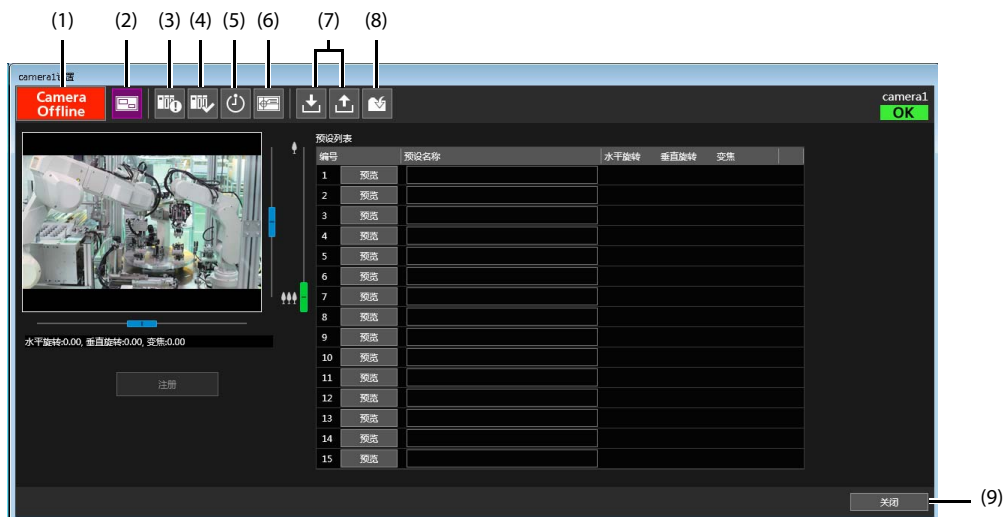 (1) (2) (3) (4) (5) (6) (7) (8)
camera1设置
Camera Offline
camera1
OK
预设列表
编号 预设名称 水平旋转 垂直旋转 变焦
1 预览
2 预览
3 预览
4 预览
5 预览
6 预览
7 预览
8 预览
9 预览
10 预览
11 预览
12 预览
13 预览
14 预览
15 预览
水平旋转:0.00, 垂直旋转:0.00, 变焦:0.00
注册
关闭 (9)